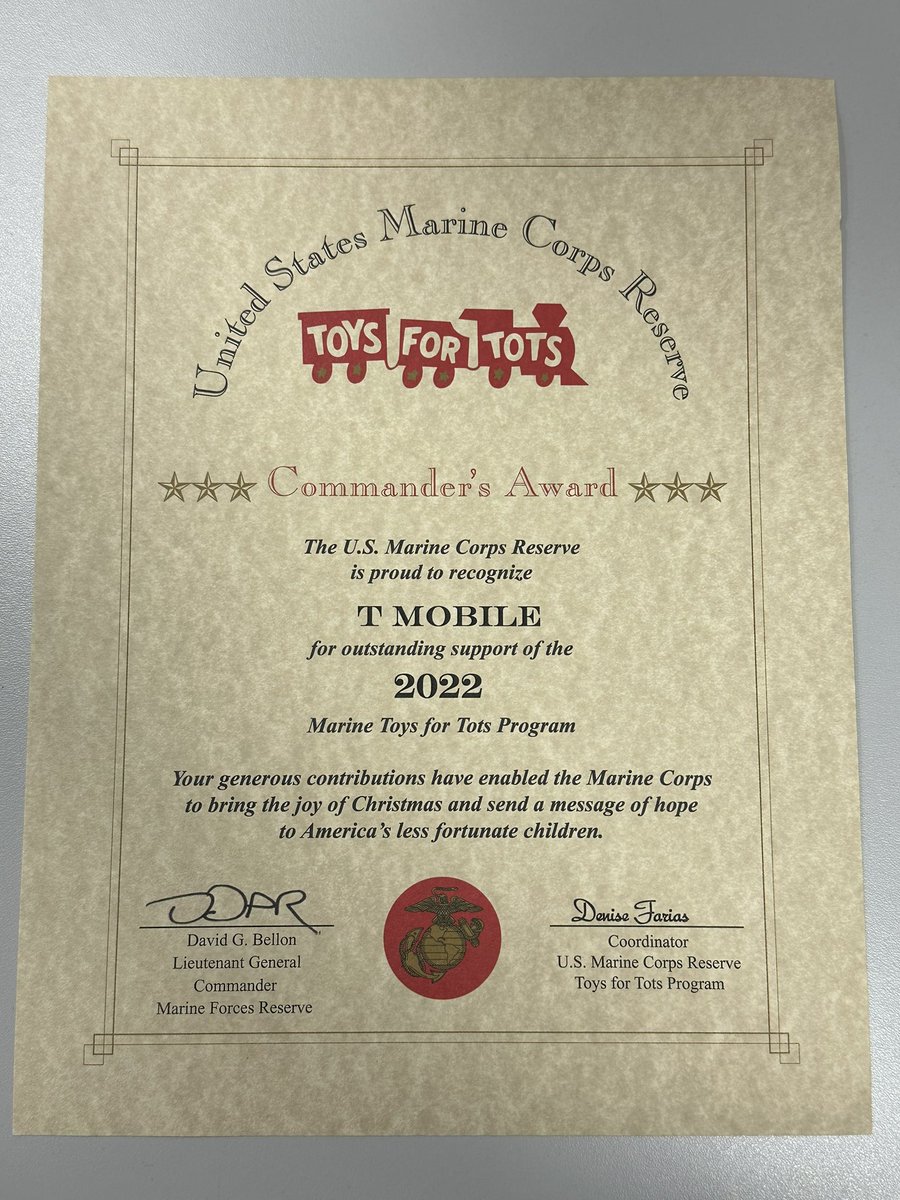 United States Marine Corps Reserve
TOYS FOR TOTS
Commander's Award
The U.S. Marine Corps Reserve
is proud to recognize
T MOBILE
for outstanding support of the
2022
Marine Toys for Tots Program
Your generous contributions have enabled the Marine Corps
to bring the joy of Christmas and send a message of hope
to America's less fortunate children.
David G. Bellon
Lieutenant General
Commander
Marine Forces Reserve
Denise Farias
Coordinator
U.S. Marine Corps Reserve
Toys for Tots Program